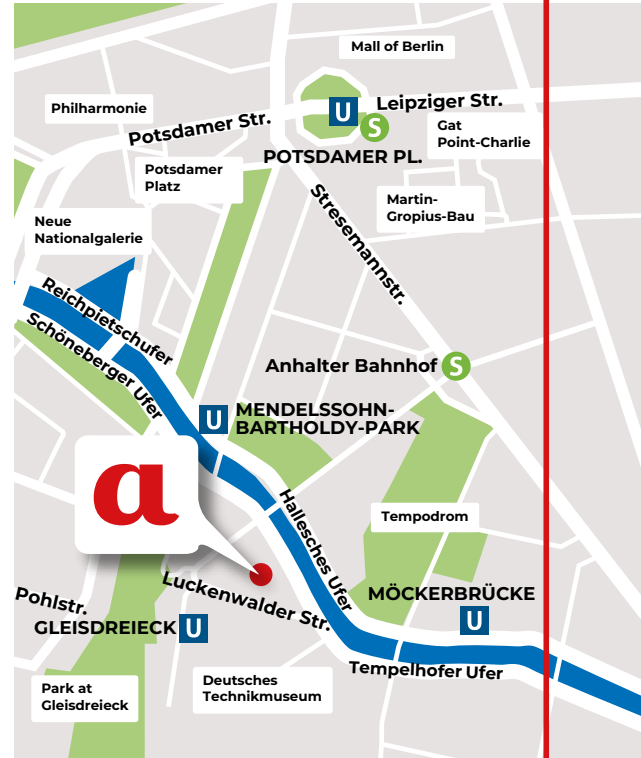 Mall of Berlin
Philharmonie
Potsdamer Str.
U
S
Leipziger Str.
POTSDAMER PL.
Gat
Point-Charlie
Potsdamer
Platz
Martin-
Gropius-Bau
Neue
Nationalgalerie
Stresemannstr.
Reichpietschufer
Schöneberger Ufer
Anhalter Bahnhof
S
U
MENDELSSOHN-
BARTHOLDY-PARK
a
Hallesches Ufer
Tempodrom
Pohlstr.
Luckenwalder Str.
MÖCKERBRÜCKE
U
GLEISDREIECK
U
Tempelhofer Ufer
Park at
Gleisdreieck
Deutsches
Technikmuseum